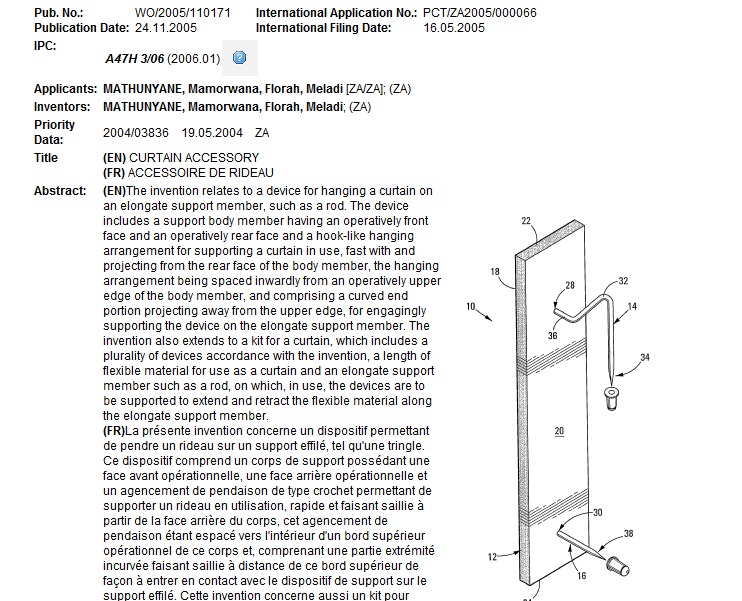 Pub. No.: WO/2005/110171 International Application No.: PCT/ZA2005/000066
Publication Date: 24.11.2005 International Filing Date: 16.05.2005
IPC:
A47H 3/06 (2006.01) ?
Applicants: MATHUNYANE, Mamorwana, Florah, Meladi [ZA/ZA]; (ZA)
Inventors: MATHUNYANE, Mamorwana, Florah, Meladi; (ZA)
Priority
Data: 2004/03836 19.05.2004 ZA
Title (EN) CURTAIN ACCESSORY
(FR) ACCESSOIRE DE RIDEAU
Abstract: (EN)The invention relates to a device for hanging a curtain on
an elongate support member, such as a rod. The device
includes a support body member having an operatively front
face and an operatively rear face and a hook-like hanging
arrangement for supporting a curtain in use, fast with and
projecting from the rear face of the body member, the hanging
arrangement being spaced inwardly from an operatively upper
edge of the body member, and comprising a curved end
portion projecting away from the upper edge, for engagingly
supporting the device on the elongate support member. The
invention also extends to a kit for a curtain, which includes a
plurality of devices accordance with the invention, a length of
flexible material for use as a curtain and an elongate support
member such as a rod, on which, in use, the devices are to
be supported to extend and retract the flexible material along
the elongate support member.
(FR)La présente invention concerne un dispositif permettant
de pendre un rideau sur un support effilé, tel qu'une tringle.
Ce dispositif comprend un corps de support possédant une
face avant opérationnelle, une face arrière opérationnelle et
un agencement de pendaison de type crochet permettant de
supporter un rideau en utilisation, rapide et faisant saillie à
partir de la face arrière du corps, cet agencement de
pendaison étant espacé vers l'intérieur d'un bord supérieur
opérationnel de ce corps et, comprenant une partie extrémité
incurvée faisant saillie à distance de ce bord supérieur de
façon à entrer en contact avec le dispositif de support sur le
support effilé. Cette invention concerne aussi un kit pour
22
18
28
32
10
14
36
34
20
30
38
12
16